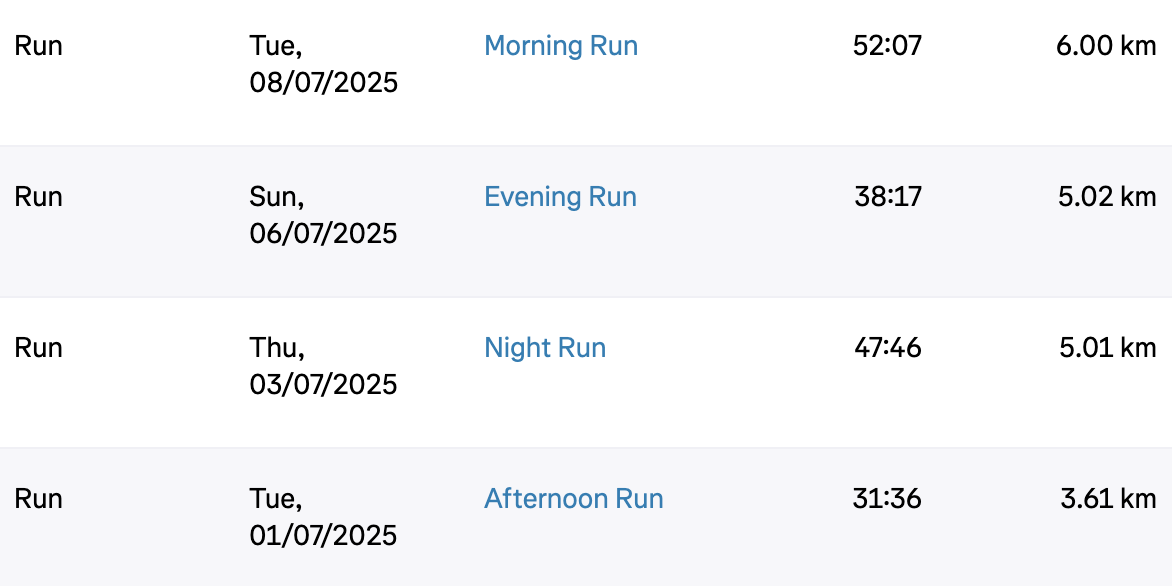 Run Tue, Morning Run 52:07 6.00 km
08/07/2025
Run Sun, Evening Run 38:17 5.02 km
06/07/2025
Run Thu, Night Run 47:46 5.01 km
03/07/2025
Run Tue, Afternoon Run 31:36 3.61 km
01/07/2025